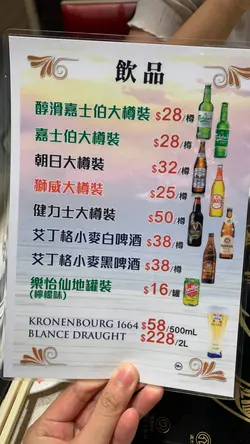 飲品
醇滑嘉士伯大樽裝 $28/樽
嘉士伯大樽裝 $28/樽
朝日大樽裝 $32/樽
獅威大樽裝 $25/樽
健力士大樽裝 $50/樽
艾丁格小麥白啤酒 $38/樽
艾丁格小麥黑啤酒 $38/樽
樂怡仙地罐裝 $16/罐
(檸檬味)
KRONENBOURG 1664 $58/500mL
BLANCE DRAUGHT $228/2L